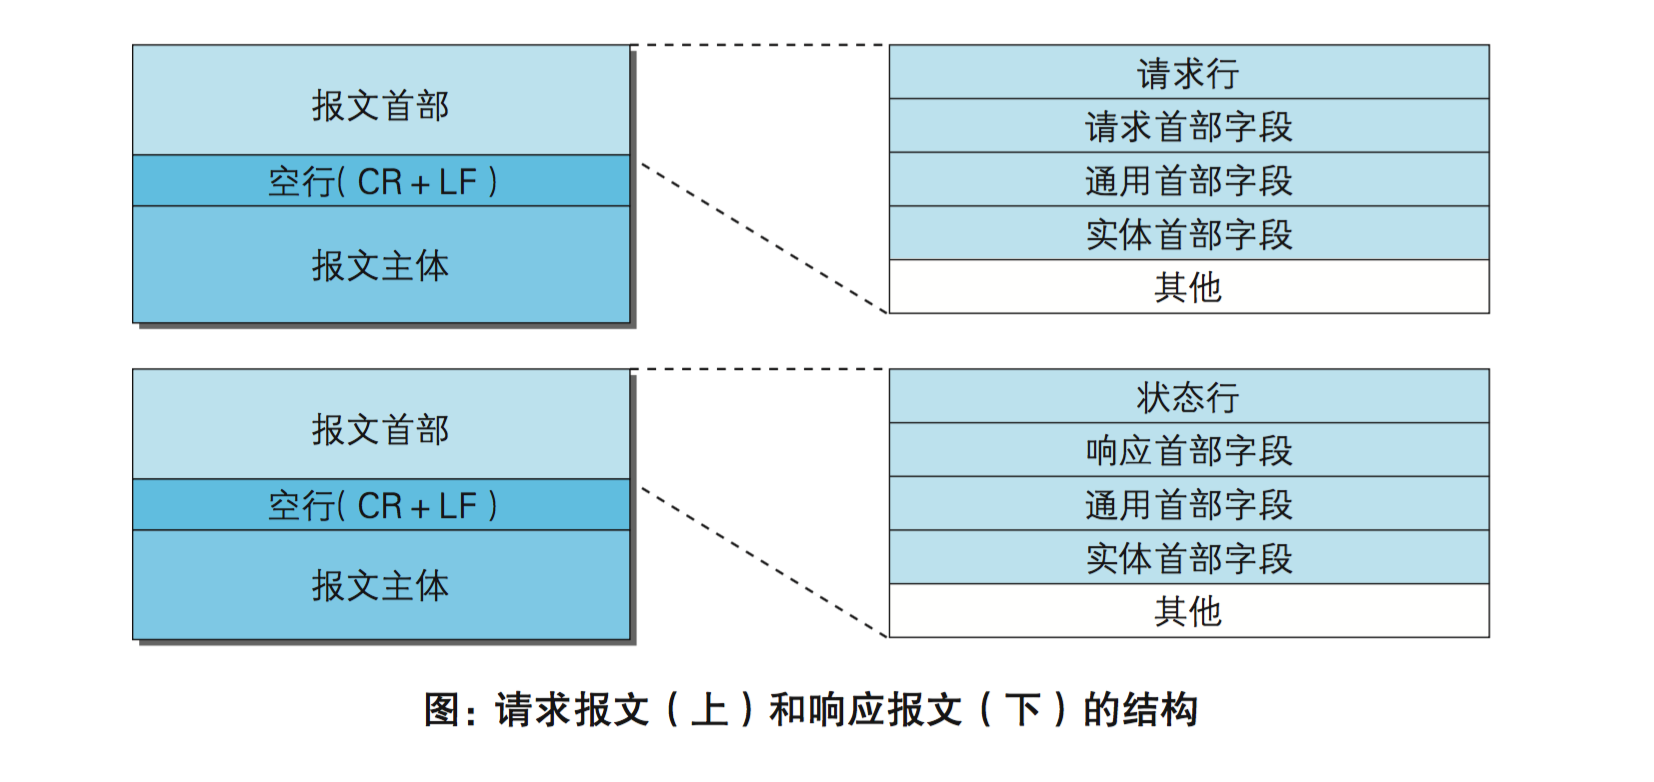 报文首部
空行( CR + LF )
报文主体
请求行
请求首部字段
通用首部字段
实体首部字段
其他
报文首部
空行( CR + LF )
报文主体
状态行
响应首部字段
通用首部字段
实体首部字段
其他
图：请求报文（上）和响应报文（下）的结构